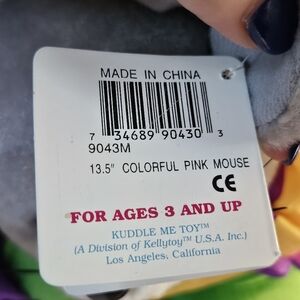 MADE IN CHINA
7 34689 90430 3
9043M
13.5" COLORFUL PINK MOUSE
CE
FOR AGES 3 AND UP
KUDDLE ME TOY™
(A Division of Kellytoy™ U.S.A. Inc.)
Los Angeles, California